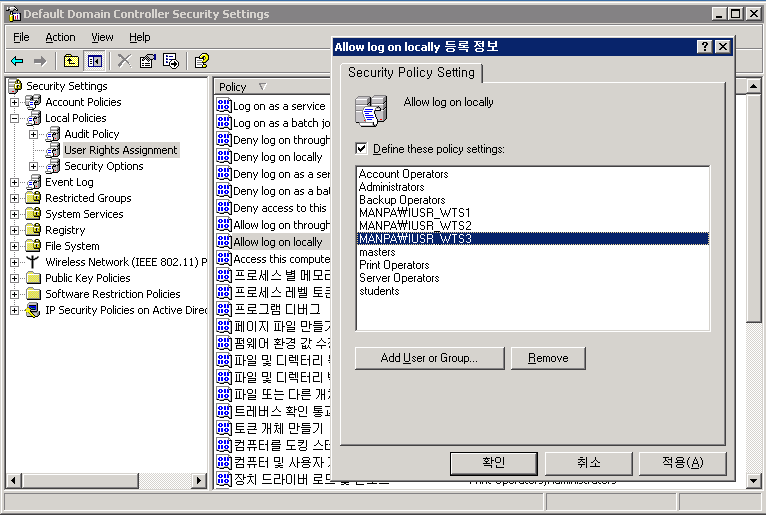 Default Domain Controller Security Settings
File Action View Help
Security Settings
Account Policies
Local Policies
Audit Policy
User Rights Assignment
Security Options
Event Log
Restricted Groups
System Services
Registry
File System
Wireless Network (IEEE 802.11) P
Public Key Policies
Software Restriction Policies
IP Security Policies on Active Direc
Policy
Log on as a service
Log on as a batch jo
Deny log on through
Deny log on locally
Deny log on as a ser
Deny log on as a bat
Deny access to this
Allow log on through
Allow log on locally
Access this compute
프로세스 별 메모리
프로세스 레벨 토큰
프로그램 디버그
페이지 파일 만들기
펌웨어 환경 값 수정
파일 및 디렉터리
파일 및 디렉터리
파일 또는 다른 개체
트래버스 확인 통과
토큰 개체 만들기
컴퓨터를 도킹 스테
컴퓨터 및 사용자
장치 드라이버 로드 및
Print Operators,Administrators
Allow log on locally 등록 정보
Security Policy Setting
Allow log on locally
Define these policy settings:
Account Operators
Administrators
Backup Operators
MANPA₩IUSR_WTS1
MANPA₩IUSR_WTS2
MANPA₩IUSR_WTS3
masters
Print Operators
Server Operators
students
Add User or Group...
Remove
확인
취소
적용(A)